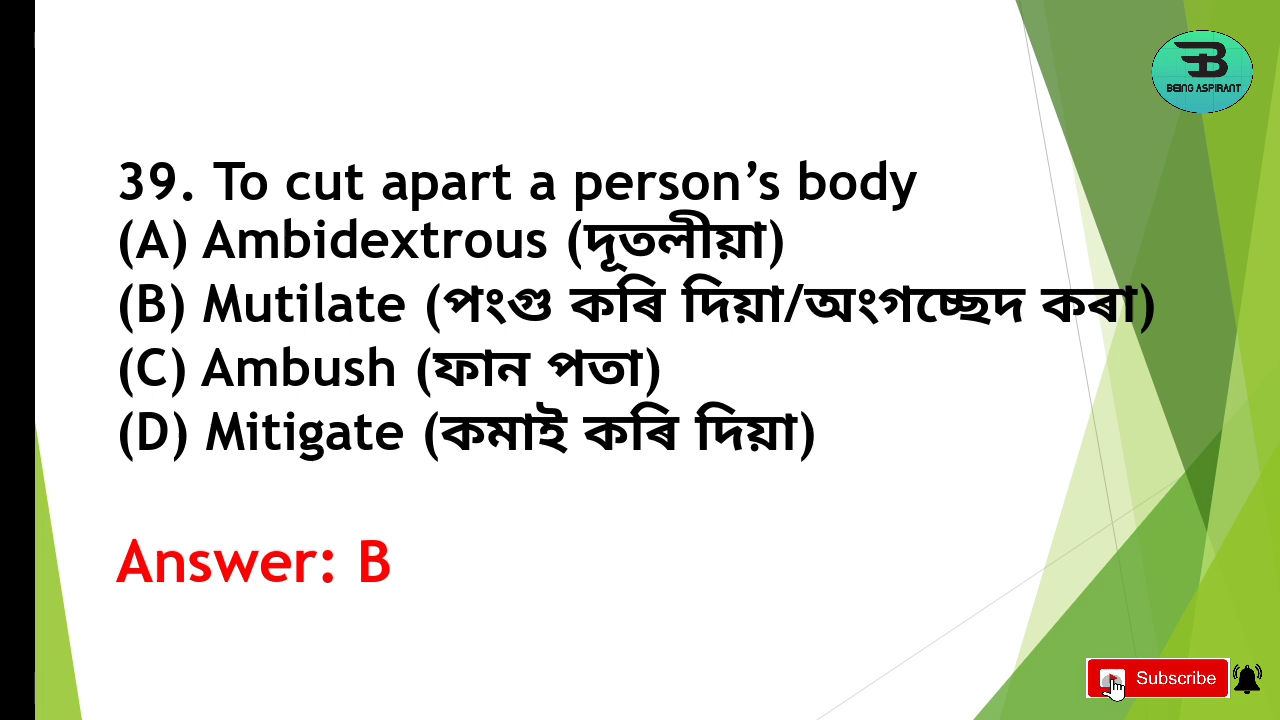 BEING ASPIRANT
39. To cut apart a person’s body
(A) Ambidextrous (দূতলীয়া)
(B) Mutilate (পংগু কৰি দিয়া/অংগচ্ছেদ কৰা)
(C) Ambush (ফান পতা)
(D) Mitigate (কমাই কৰি দিয়া)
Answer: B
Subscribe